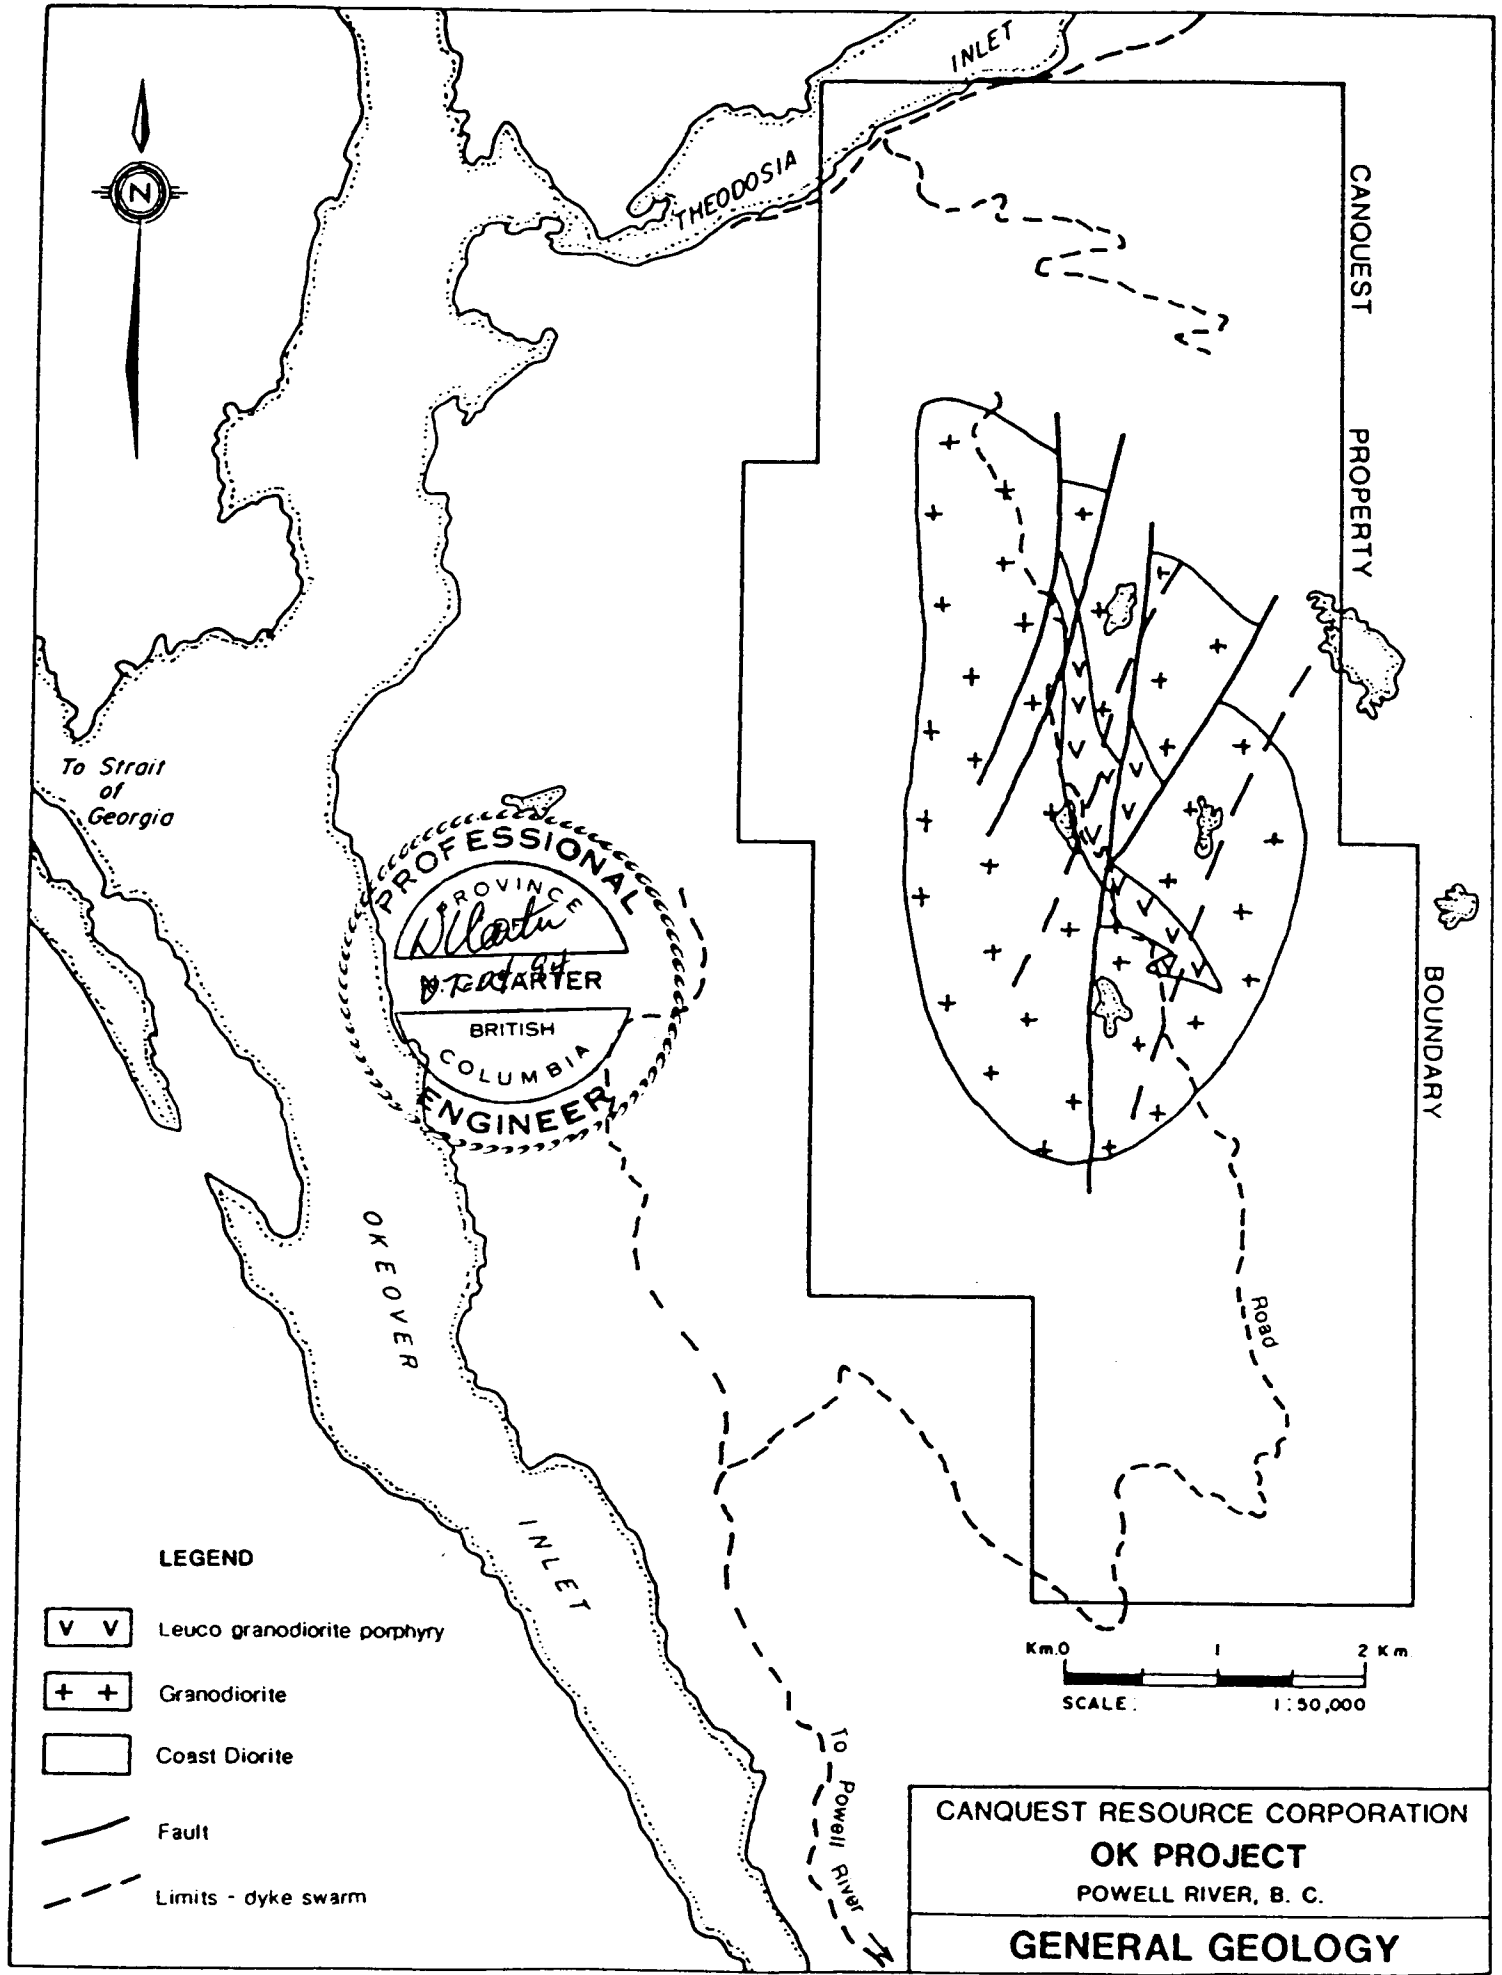 INLET
THEODOSIA
N
CANQUEST PROPERTY BOUNDARY
To Strait
of
Georgia
PROFESSIONAL
PROVINCE
CARTER
BRITISH
COLUMBIA
ENGINEER
OKEOVER
INLET
Road
To Powell River
LEGEND
V V Leuco granodiorite porphyry
+ + Granodiorite
Coast Diorite
Fault
Limits - dyke swarm
Km.0 1 2 Km
SCALE: 1:50,000
CANQUEST RESOURCE CORPORATION
OK PROJECT
POWELL RIVER, B. C.
GENERAL GEOLOGY